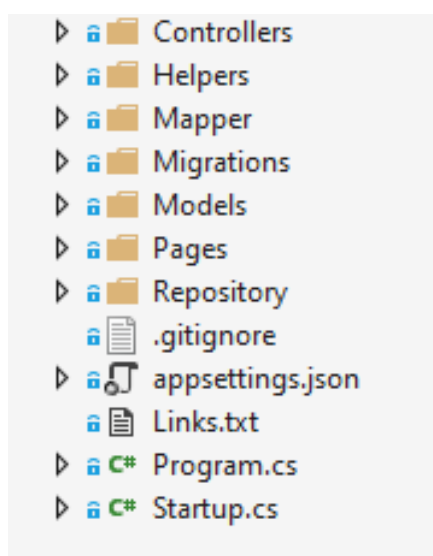 Controllers
Helpers
Mapper
Migrations
Models
Pages
Repository
.gitignore
appsettings.json
Links.txt
C# Program.cs
C# Startup.cs